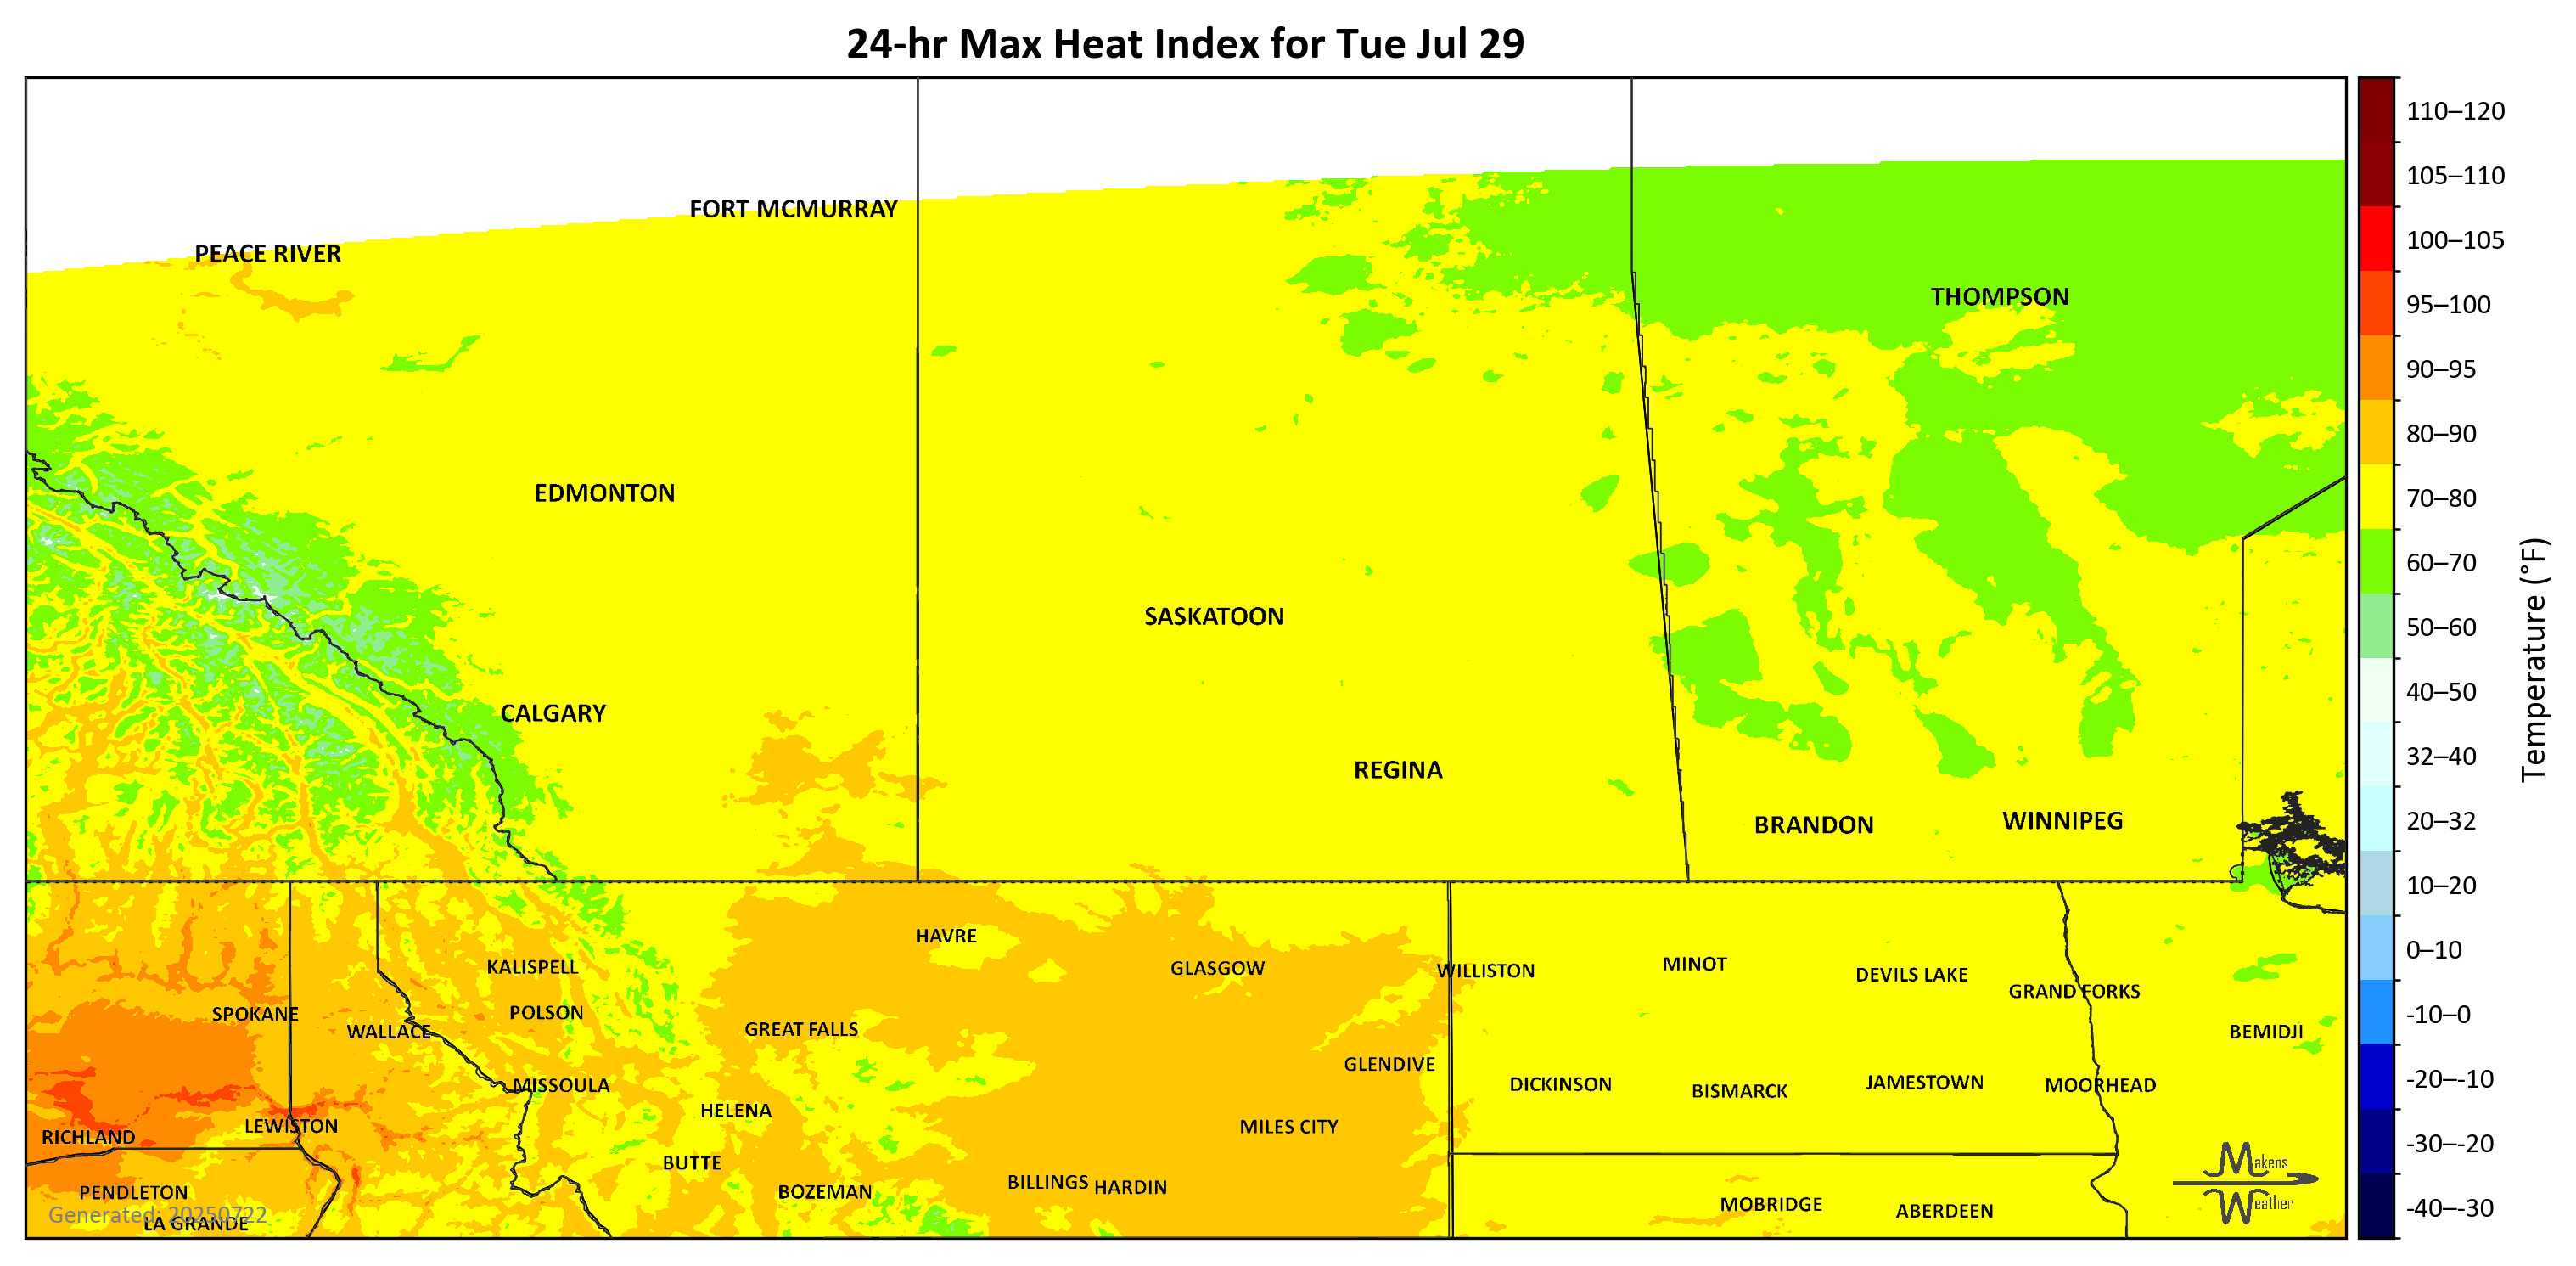 24-hr Max Heat Index for Tue Jul 29
110–120
105–110
100–105
95–100
90–95
80–90
70–80
60–70
50–60
40–50
32–40
20–32
10–20
0–10
-10–0
-20–-10
-30–-20
-40–-30
Temperature (°F)
FORT MCMURRAY
PEACE RIVER
THOMPSON
EDMONTON
SASKATOON
CALGARY
REGINA
BRANDON
WINNIPEG
HAVRE
KALISPELL
GLASGOW
WILLISTON
MINOT
DEVILS LAKE
GRAND FORKS
SPOKANE
POLSON
WALLACE
GREAT FALLS
BEMIDJI
GLENDIVE
MISSOULA
DICKINSON
BISMARCK
JAMESTOWN
MOORHEAD
HELENA
LEWISTON
MILES CITY
RICHLAND
BUTTE
BILLINGS
HARDIN
PENDLETON
BOZEMAN
MOBRIDGE
ABERDEEN
LA GRANDE
Generated: 20250722
Makens
Weather